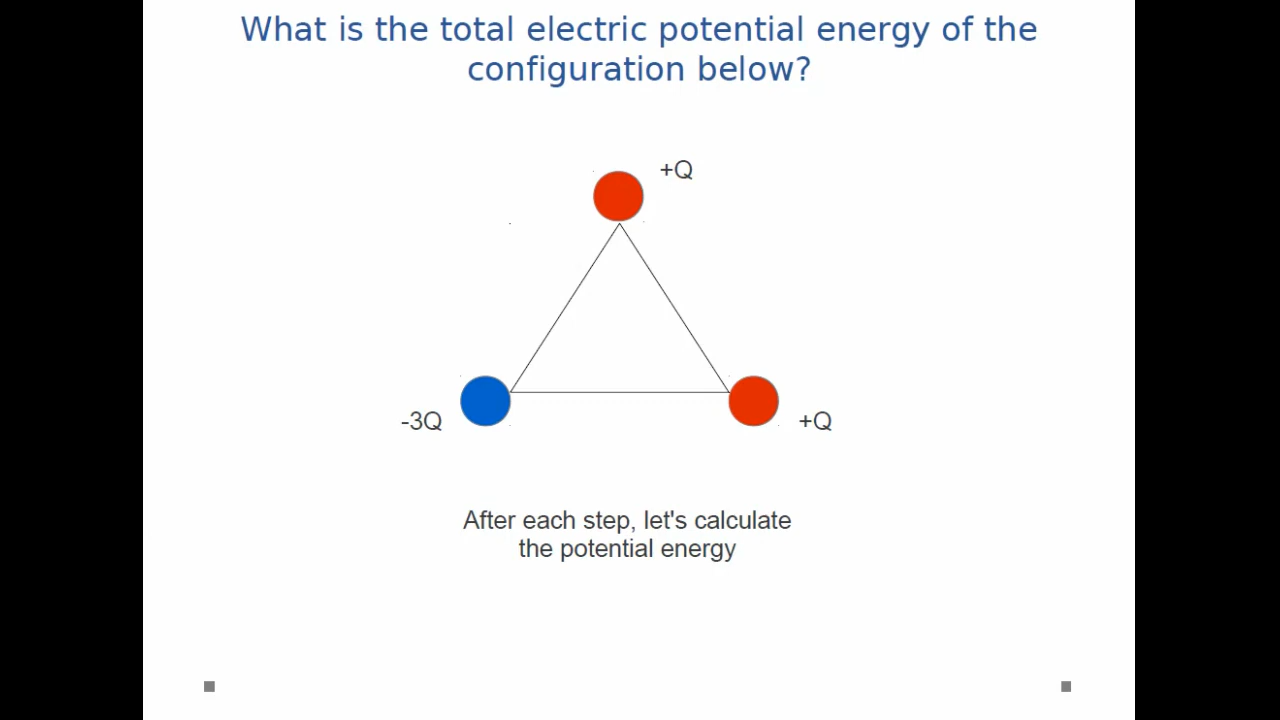 What is the total electric potential energy of the
configuration below?
+Q
-3Q
+Q
After each step, let's calculate
the potential energy